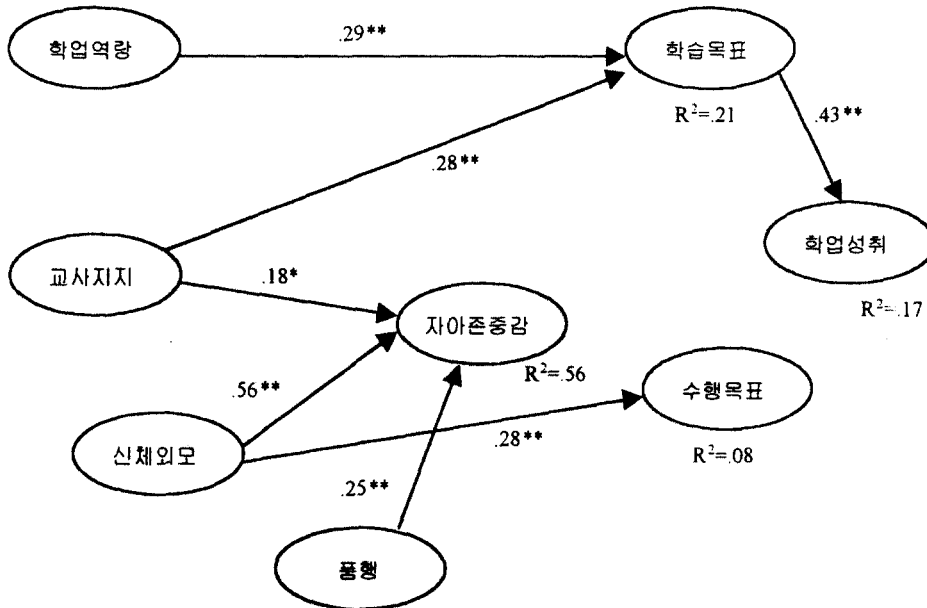 학업역량
.29**
학습목표
R²=.21
.43**
.28**
학업성취
R²=.17
교사지지
.18*
자아존중감
R²=.56
.56**
수행목표
R²=.08
.28**
신체외모
.25**
품행